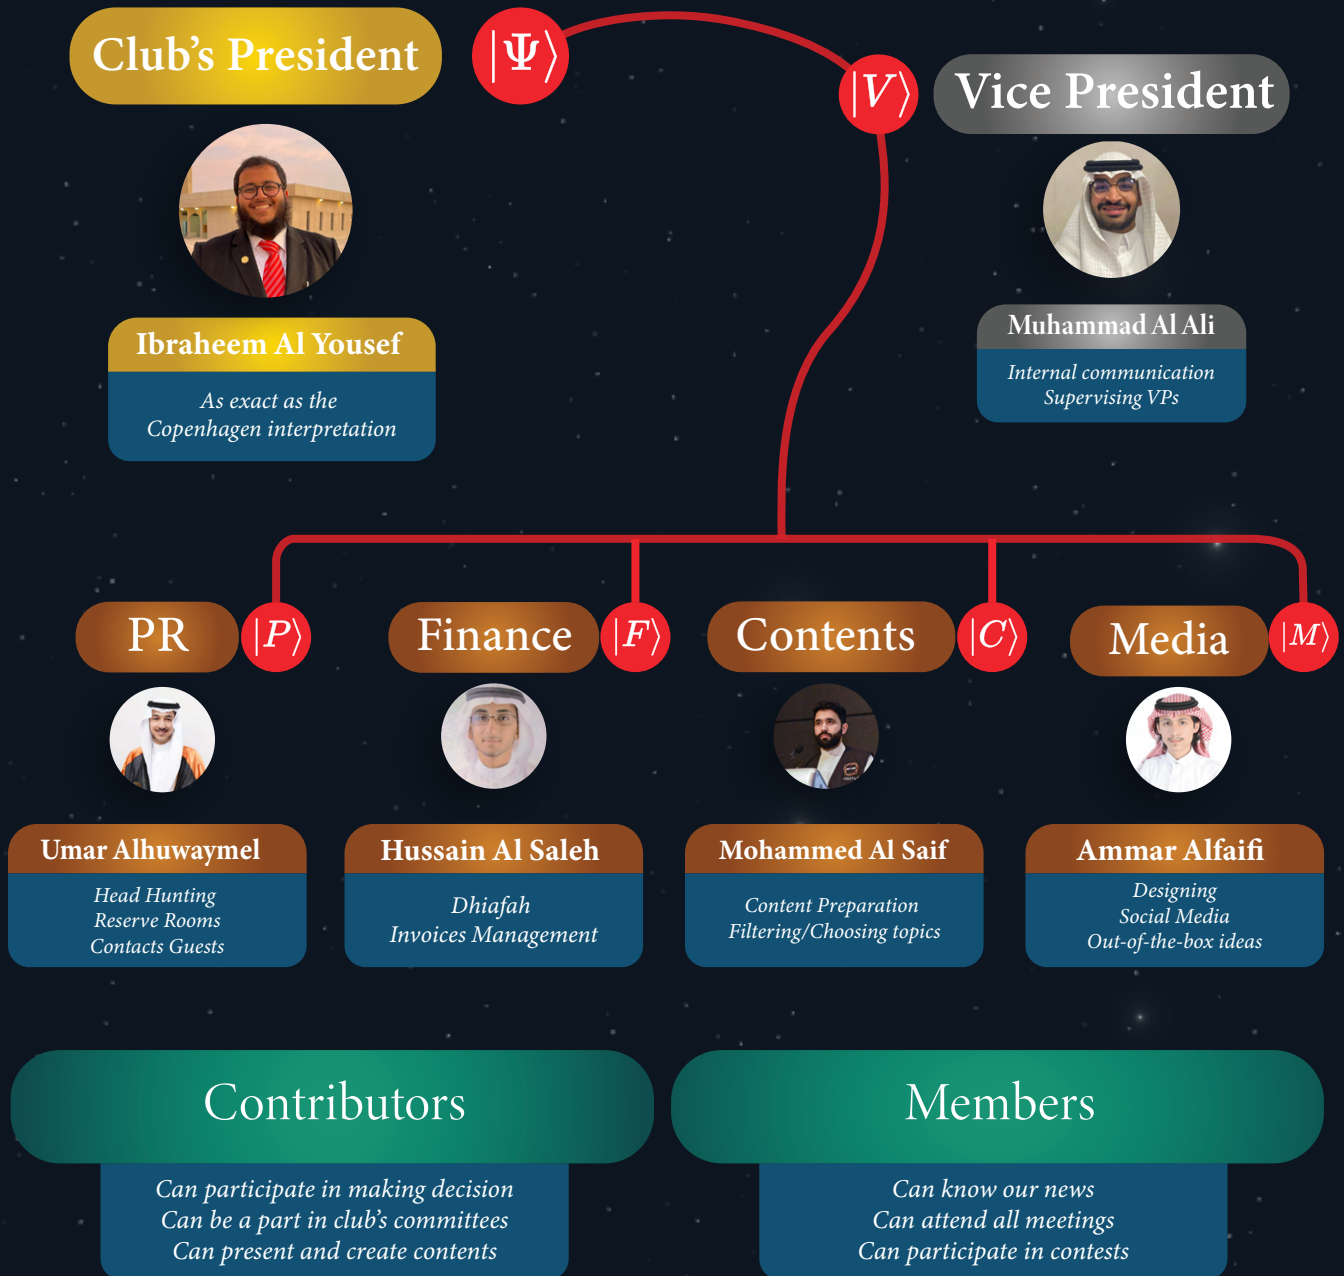 Club's President
|Ψ⟩
|V⟩
Vice President
Ibraheem Al Yousef
As exact as the
Copenhagen interpretation
Muhammad Al Ali
Internal communication
Supervising VPs
PR
|P⟩
Finance
|F⟩
Contents
|C⟩
Media
|M⟩
Umar Alhuwaymel
Head Hunting
Reserve Rooms
Contacts Guests
Hussain Al Saleh
Dhiafah
Invoices Management
Mohammed Al Saif
Content Preparation
Filtering/Choosing topics
Ammar Alfaifi
Designing
Social Media
Out-of-the-box ideas
Contributors
Can participate in making decision
Can be a part in club's committees
Can present and create contents
Members
Can know our news
Can attend all meetings
Can participate in contests